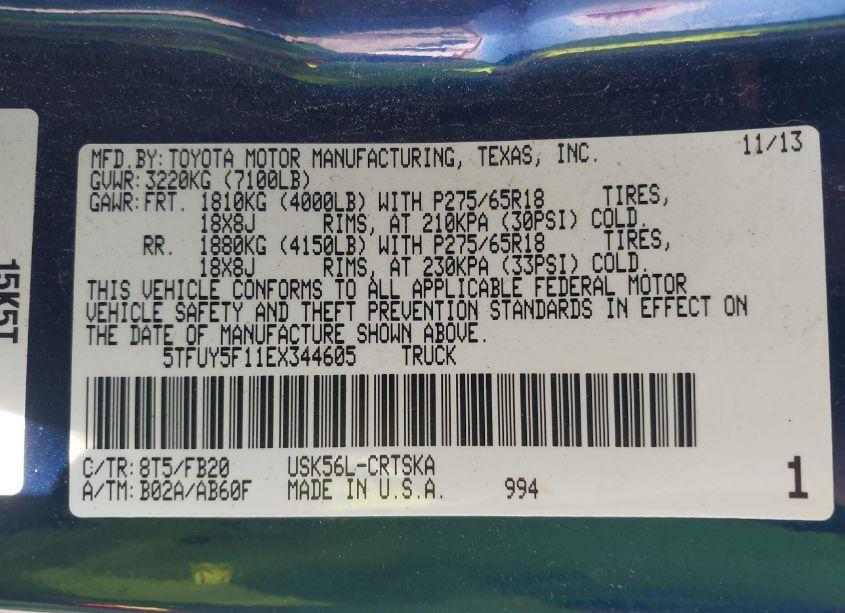 15K5T
MFD.BY: TOYOTA MOTOR MANUFACTURING, TEXAS, INC. 11/13
GVWR: 3220KG (7100LB)
GAWR: FRT. 1810KG (4000LB) WITH P275/65R18 TIRES,
18X8J RIMS, AT 210KPA (30PSI) COLD.
RR. 1880KG (4150LB) WITH P275/65R18 TIRES,
18X8J RIMS, AT 230KPA (33PSI) COLD.
THIS VEHICLE CONFORMS TO ALL APPLICABLE FEDERAL MOTOR
VEHICLE SAFETY AND THEFT PREVENTION STANDARDS IN EFFECT ON
THE DATE OF MANUFACTURE SHOWN ABOVE.
5TFUY5F11EX344605 TRUCK
C/TR: 8T5/FB20 USK56L-CRTSKA
A/TM: B02A/AB60F MADE IN U.S.A. 994 1